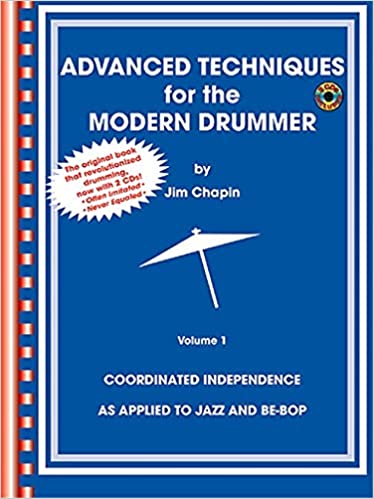 ADVANCED TECHNIQUES
for the
MODERN DRUMMER
The original book
that revolutionized
drumming,
now with 2 CDs!
• Often Imitated •
• Never Equaled •
by
Jim Chapin
Volume 1
COORDINATED INDEPENDENCE
AS APPLIED TO JAZZ AND BE-BOP